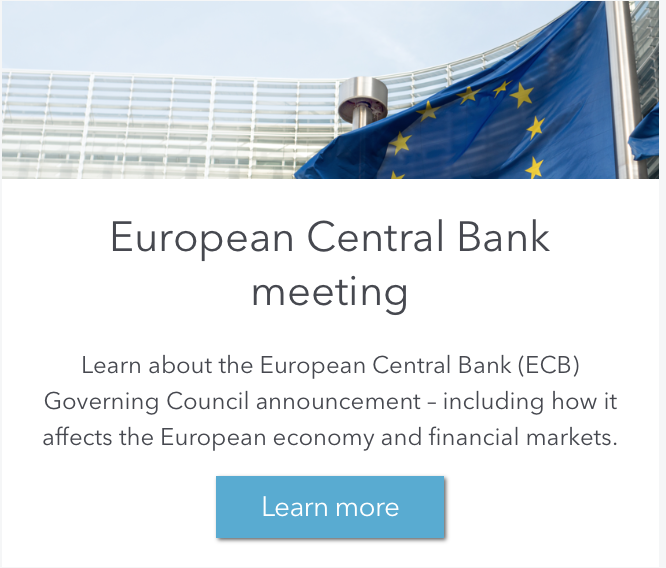 European Central Bank
meeting
Learn about the European Central Bank (ECB)
Governing Council announcement – including how it
affects the European economy and financial markets.
Learn more